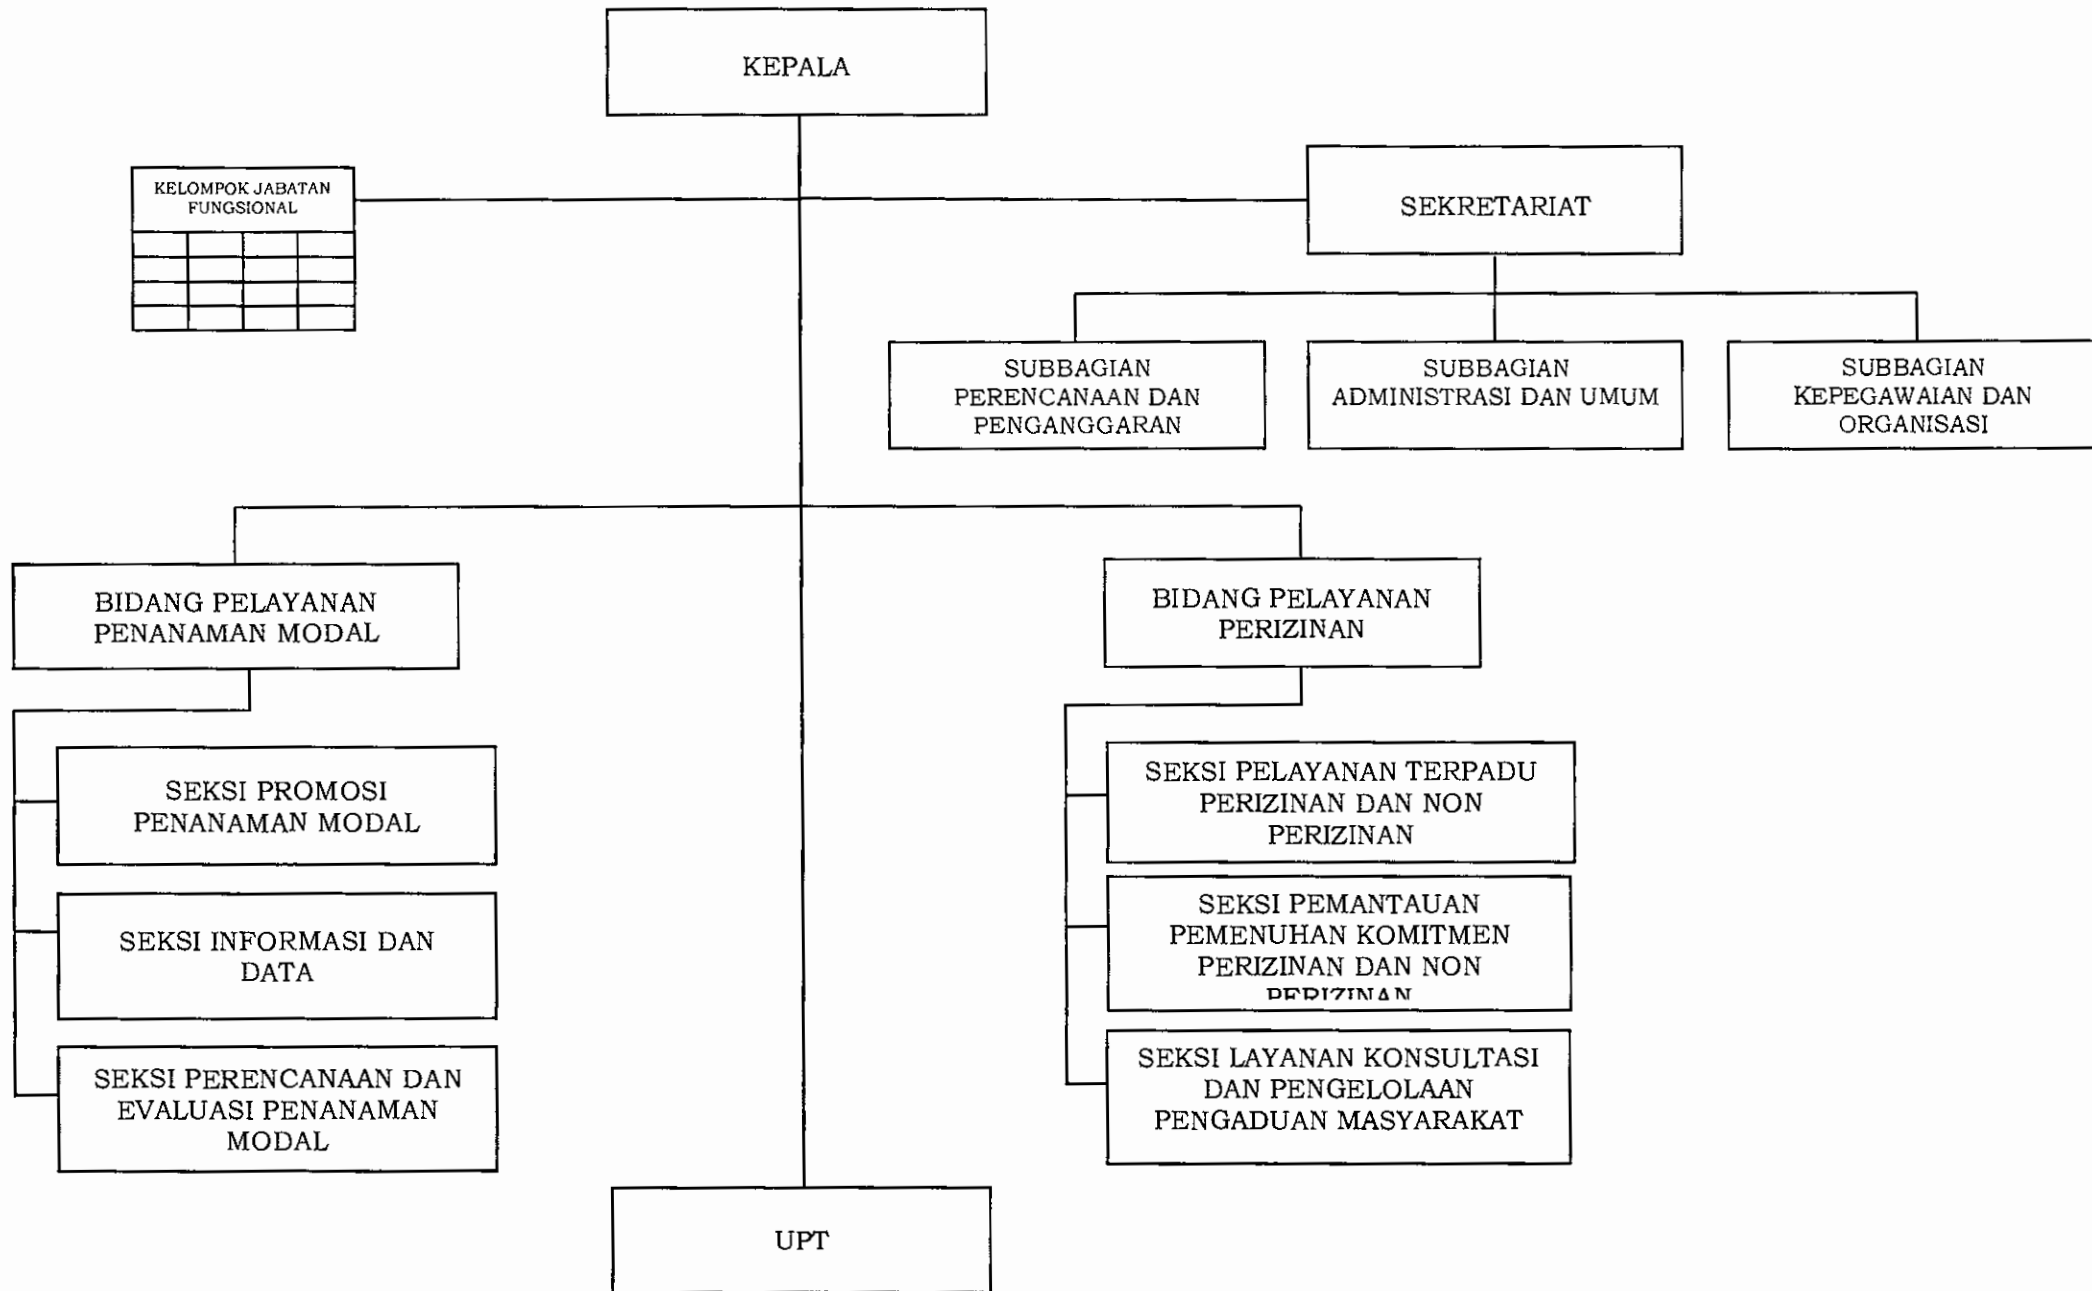 KEPALA
KELOMPOK JABATAN
FUNGSIONAL
SEKRETARIAT
SUBBAGIAN
PERENCANAAN DAN
PENGANGGARAN
SUBBAGIAN
ADMINISTRASI DAN UMUM
SUBBAGIAN
KEPEGAWAIAN DAN
ORGANISASI
BIDANG PELAYANAN
PENANAMAN MODAL
BIDANG PELAYANAN
PERIZINAN
SEKSI PROMOSI
PENANAMAN MODAL
SEKSI INFORMASI DAN
DATA
SEKSI PERENCANAAN DAN
EVALUASI PENANAMAN
MODAL
SEKSI PELAYANAN TERPADU
PERIZINAN DAN NON
PERIZINAN
SEKSI PEMANTAUAN
PEMENUHAN KOMITMEN
PERIZINAN DAN NON
PERIZINAN
SEKSI LAYANAN KONSULTASI
DAN PENGELOLAAN
PENGADUAN MASYARAKAT
UPT